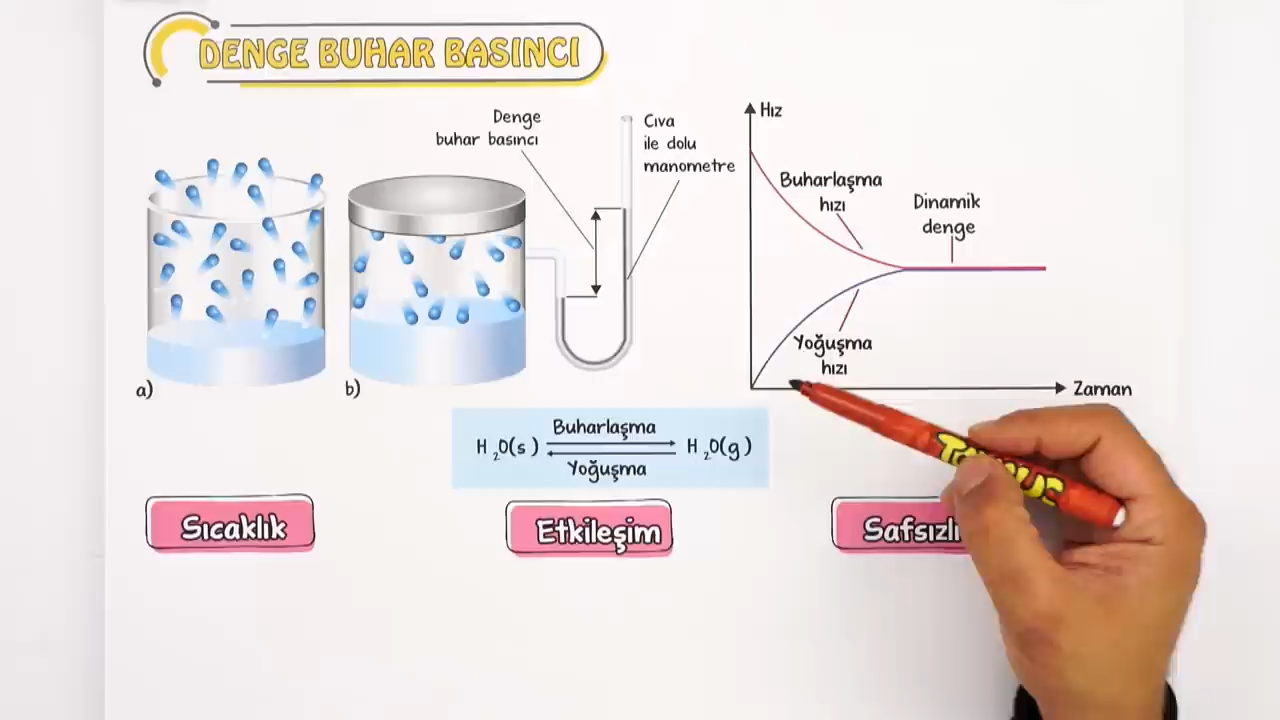 DENGE BUHAR BASINCI
Denge
buhar basıncı
Cıva
ile dolu
manometre
a)
b)
Hız
Buharlaşma
hızı
Dinamik
denge
Yoğuşma
hızı
Zaman
Buharlaşma
H₂O(s) H₂O(g)
Yoğuşma
Sıcaklık
Etkileşim